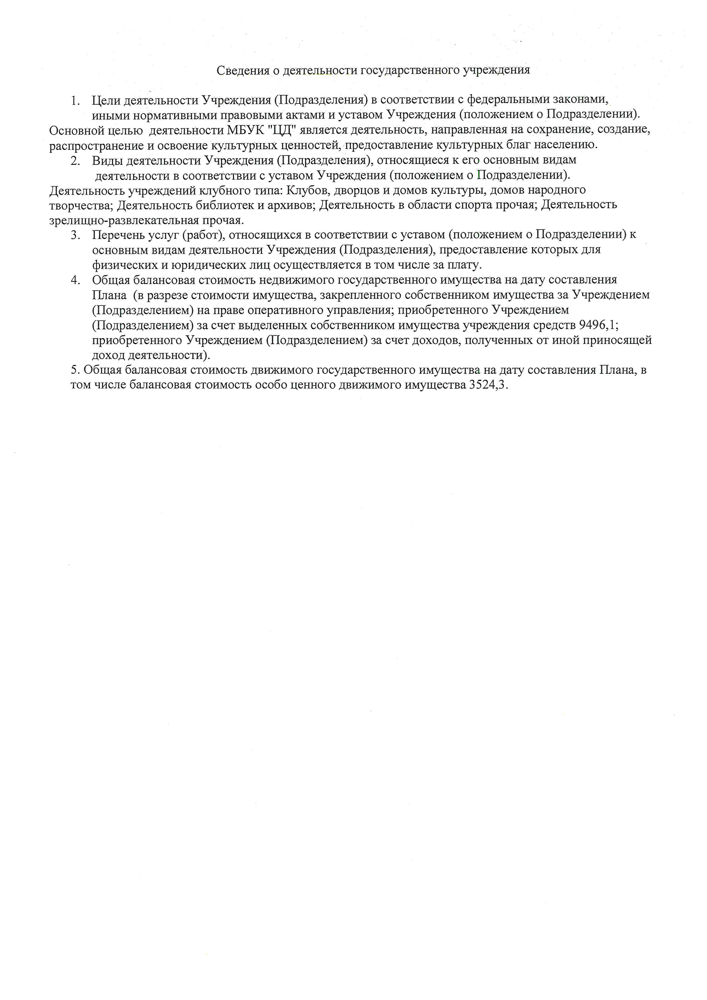 Сведения о деятельности государственного учреждения
1. Цели деятельности Учреждения (Подразделения) в соответствии с федеральными законами,
иными нормативными правовыми актами и уставом Учреждения (положением о Подразделении).
Основной целью деятельности МБУК "ЦД" является деятельность, направленная на сохранение, создание,
распространение и освоение культурных ценностей, предоставление культурных благ населению.
2. Виды деятельности Учреждения (Подразделения), относящиеся к его основным видам
деятельности в соответствии с уставом Учреждения (положением о Подразделении).
Деятельность учреждений клубного типа: Клубов, дворцов и домов культуры, домов народного
творчества; Деятельность библиотек и архивов; Деятельность в области спорта прочая; Деятельность
зрелищно-развлекательная прочая.
3. Перечень услуг (работ), относящихся в соответствии с уставом (положением о Подразделении) к
основным видам деятельности Учреждения (Подразделения), предоставление которых для
физических и юридических лиц осуществляется в том числе за плату.
4. Общая балансовая стоимость недвижимого государственного имущества на дату составления
Плана (в разрезе стоимости имущества, закрепленного собственником имущества за Учреждением
(Подразделением) на праве оперативного управления; приобретенного Учреждением
(Подразделением) за счет выделенных собственником имущества учреждения средств 9496,1;
приобретенного Учреждением (Подразделением) за счет доходов, полученных от иной приносящей
доход деятельности).
5. Общая балансовая стоимость движимого государственного имущества на дату составления Плана, в
том числе балансовая стоимость особо ценного движимого имущества 3524,3.